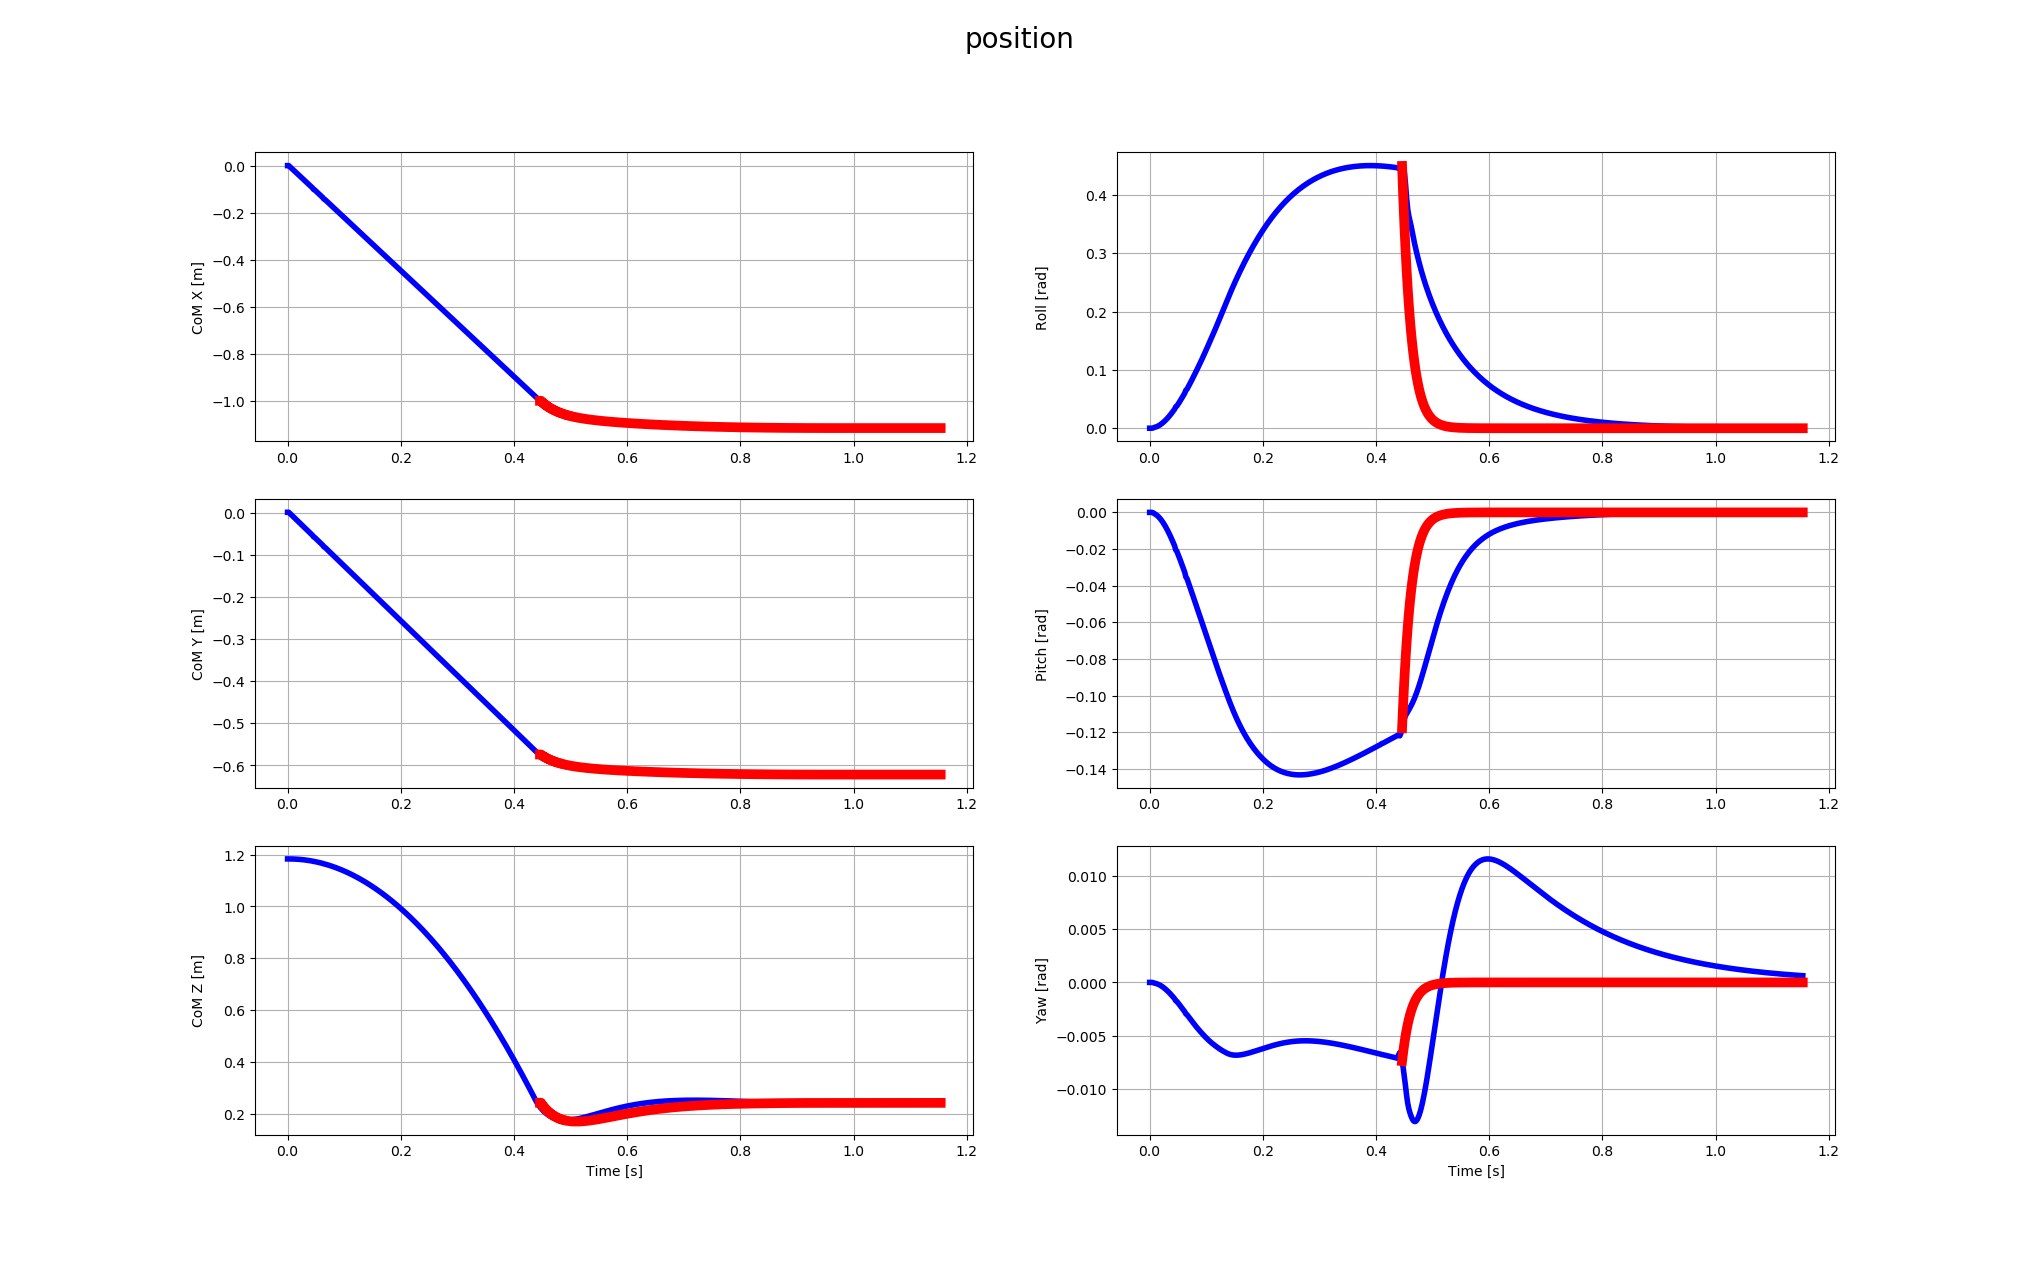 position
CoM X [m]
0.0
−0.2
−0.4
−0.6
−0.8
−1.0
0.0 0.2 0.4 0.6 0.8 1.0 1.2
Roll [rad]
0.4
0.3
0.2
0.1
0.0
0.0 0.2 0.4 0.6 0.8 1.0 1.2
CoM Y [m]
0.0
−0.1
−0.2
−0.3
−0.4
−0.5
−0.6
0.0 0.2 0.4 0.6 0.8 1.0 1.2
Pitch [rad]
0.00
−0.02
−0.04
−0.06
−0.08
−0.10
−0.12
−0.14
0.0 0.2 0.4 0.6 0.8 1.0 1.2
CoM Z [m]
1.2
1.0
0.8
0.6
0.4
0.2
0.0 0.2 0.4 0.6 0.8 1.0 1.2
Time [s]
Yaw [rad]
0.010
0.005
0.000
−0.005
−0.010
0.0 0.2 0.4 0.6 0.8 1.0 1.2
Time [s]